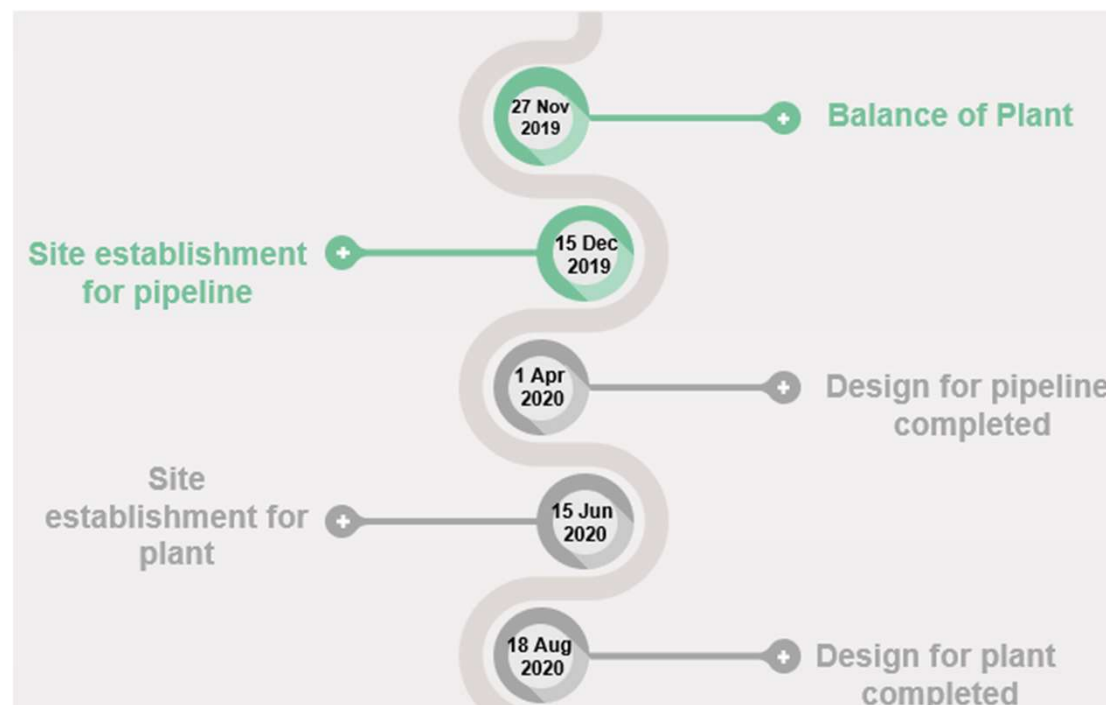 27 Nov
2019
Balance of Plant
Site establishment
for pipeline
15 Dec
2019
1 Apr
2020
Design for pipeline
completed
Site
establishment for
plant
15 Jun
2020
18 Aug
2020
Design for plant
completed